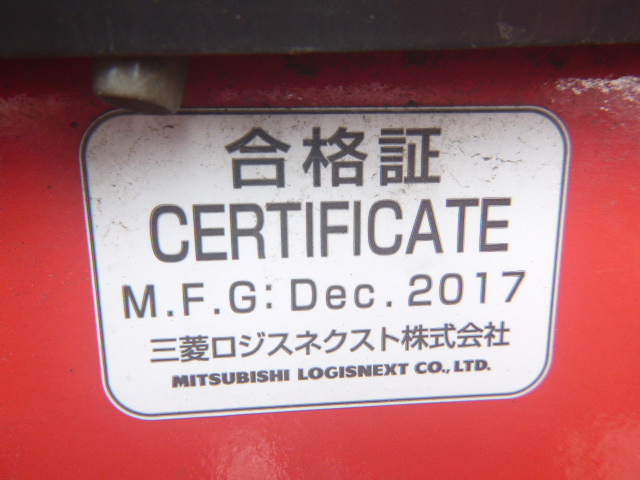 合格証
CERTIFICATE
M.F.G: Dec. 2017
三菱ロジスネクスト株式会社
MITSUBISHI LOGISNEXT CO., LTD.